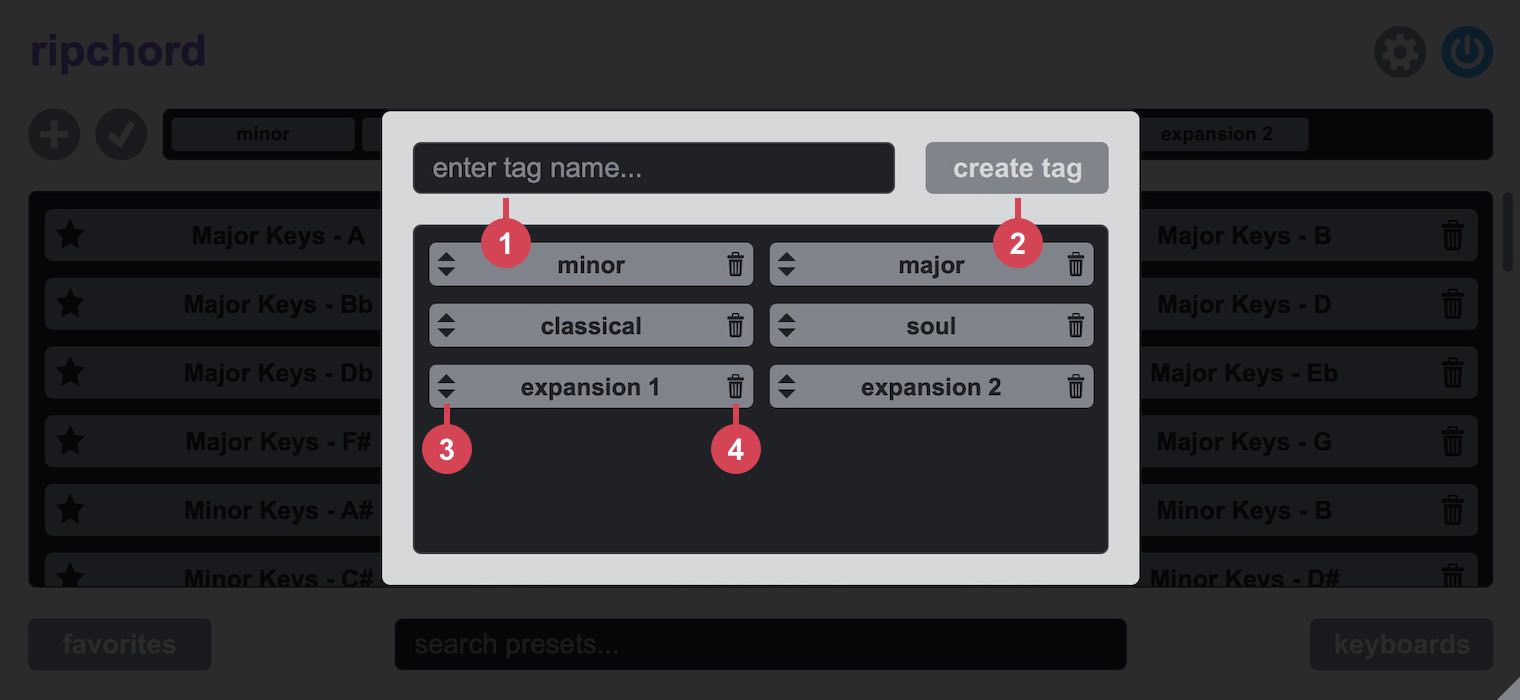 ripchord
minor
expansion 2
enter tag name...
create tag
1
2
minor
major
classical
soul
expansion 1
expansion 2
3
4
Major Keys - A
Major Keys - B
Major Keys - Bb
Major Keys - D
Major Keys - Db
Major Keys - Eb
Major Keys - F#
Major Keys - G
Minor Keys - A#
Minor Keys - B
Minor Keys - C#
Minor Keys - D#
favorites
search presets...
keyboards